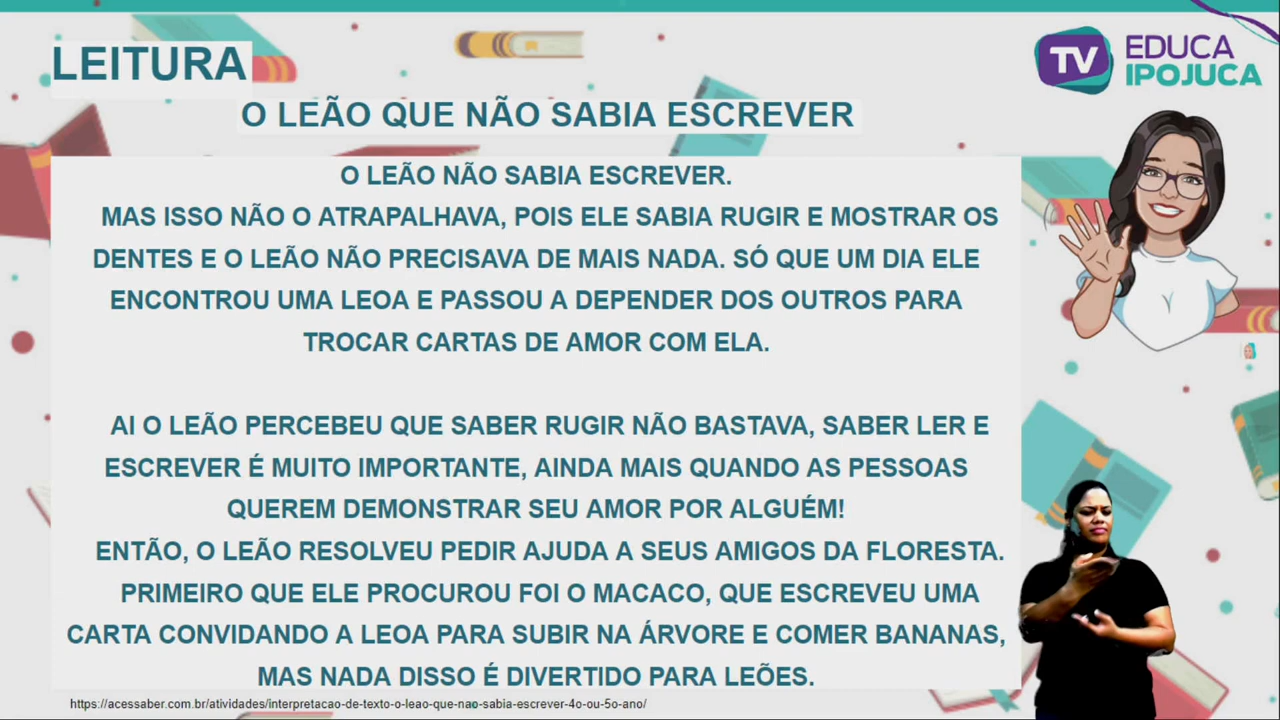 LEITURA
TV EDUCA
IPOJUCA
O LEÃO QUE NÃO SABIA ESCREVER
O LEÃO NÃO SABIA ESCREVER.
MAS ISSO NÃO O ATRAPALHAVA, POIS ELE SABIA RUGIR E MOSTRAR OS
DENTES E O LEÃO NÃO PRECISAVA DE MAIS NADA. SÓ QUE UM DIA ELE
ENCONTROU UMA LEOA E PASSOU A DEPENDER DOS OUTROS PARA
TROCAR CARTAS DE AMOR COM ELA.
AI O LEÃO PERCEBEU QUE SABER RUGIR NÃO BASTAVA, SABER LER E
ESCREVER É MUITO IMPORTANTE, AINDA MAIS QUANDO AS PESSOAS
QUEREM DEMONSTRAR SEU AMOR POR ALGUÉM!
ENTÃO, O LEÃO RESOLVEU PEDIR AJUDA A SEUS AMIGOS DA FLORESTA.
PRIMEIRO QUE ELE PROCUROU FOI O MACACO, QUE ESCREVEU UMA
CARTA CONVIDANDO A LEOA PARA SUBIR NA ÁRVORE E COMER BANANAS,
MAS NADA DISSO É DIVERTIDO PARA LEÕES.
https://acessaber.com.br/atividades/interpretacao-de-texto-o-leao-que-nao-sabia-escrever-4o-ou-5o-ano/